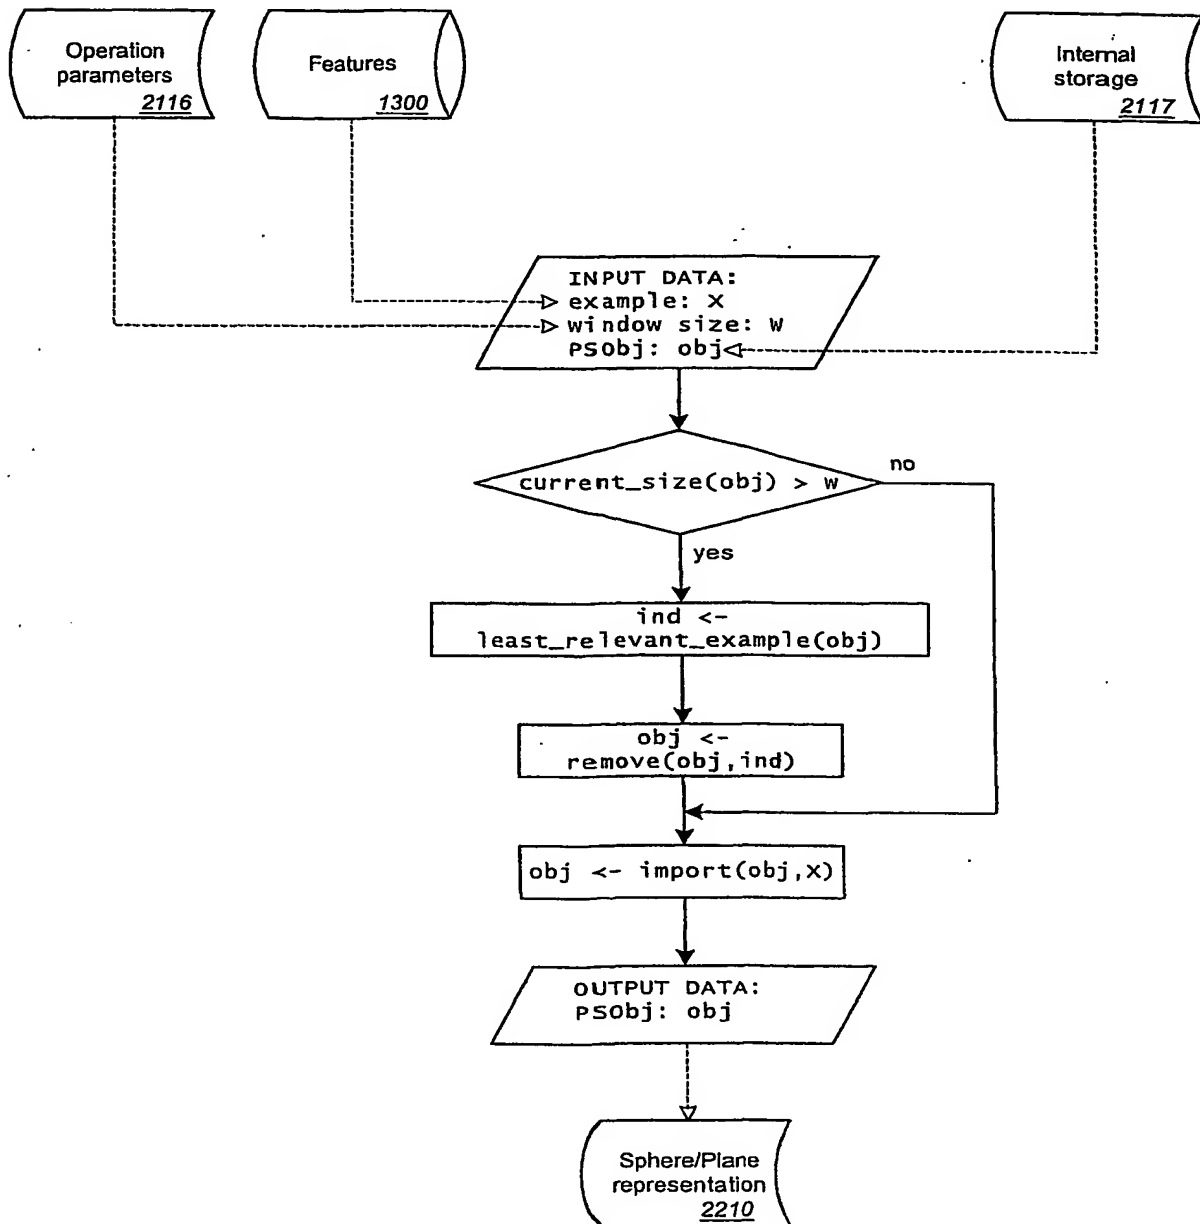 Operation
parameters
2116
Features
1300
Internal
storage
2117
INPUT DATA:
example: X
window size: W
PSObj: obj
current_size(obj) > W
no
yes
ind <-
least_relevant_example(obj)
obj <-
remove(obj,ind)
obj <- import(obj,X)
OUTPUT DATA:
PSObj: obj
Sphere/Plane
representation
2210